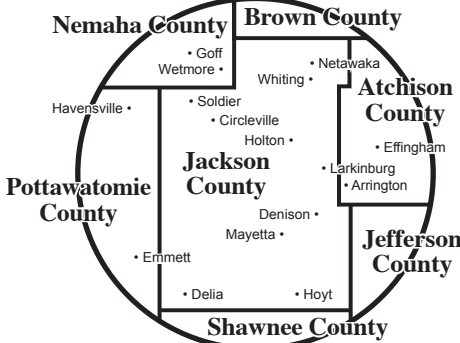 Nemaha County
Brown County
• Goff
Wetmore •
• Netawaka
Whiting •
Atchison
County
Havensville •
• Soldier
• Circleville
Holton •
• Effingham
Jackson
County
• Larkinburg
• Arrington
Pottawatomie
County
Denison •
Mayetta •
Jefferson
County
• Emmett
• Delia
• Hoyt
Shawnee County